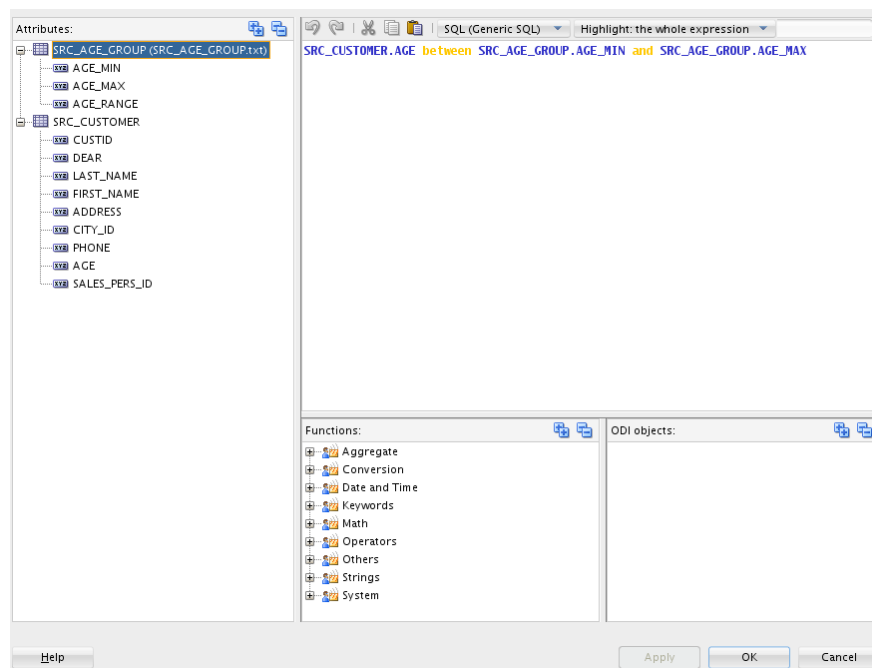 Attributes:
SQL (Generic SQL) Highlight: the whole expression
SRC_AGE_GROUP (SRC_AGE_GROUP.txt)
AGE_MIN
AGE_MAX
AGE_RANGE
SRC_CUSTOMER
CUSTID
DEAR
LAST_NAME
FIRST_NAME
ADDRESS
CITY_ID
PHONE
AGE
SALES_PERS_ID
SRC_CUSTOMER.AGE between SRC_AGE_GROUP.AGE_MIN and SRC_AGE_GROUP.AGE_MAX
Functions:
Aggregate
Conversion
Date and Time
Keywords
Math
Operators
Others
Strings
System
ODI objects:
Help Apply OK Cancel